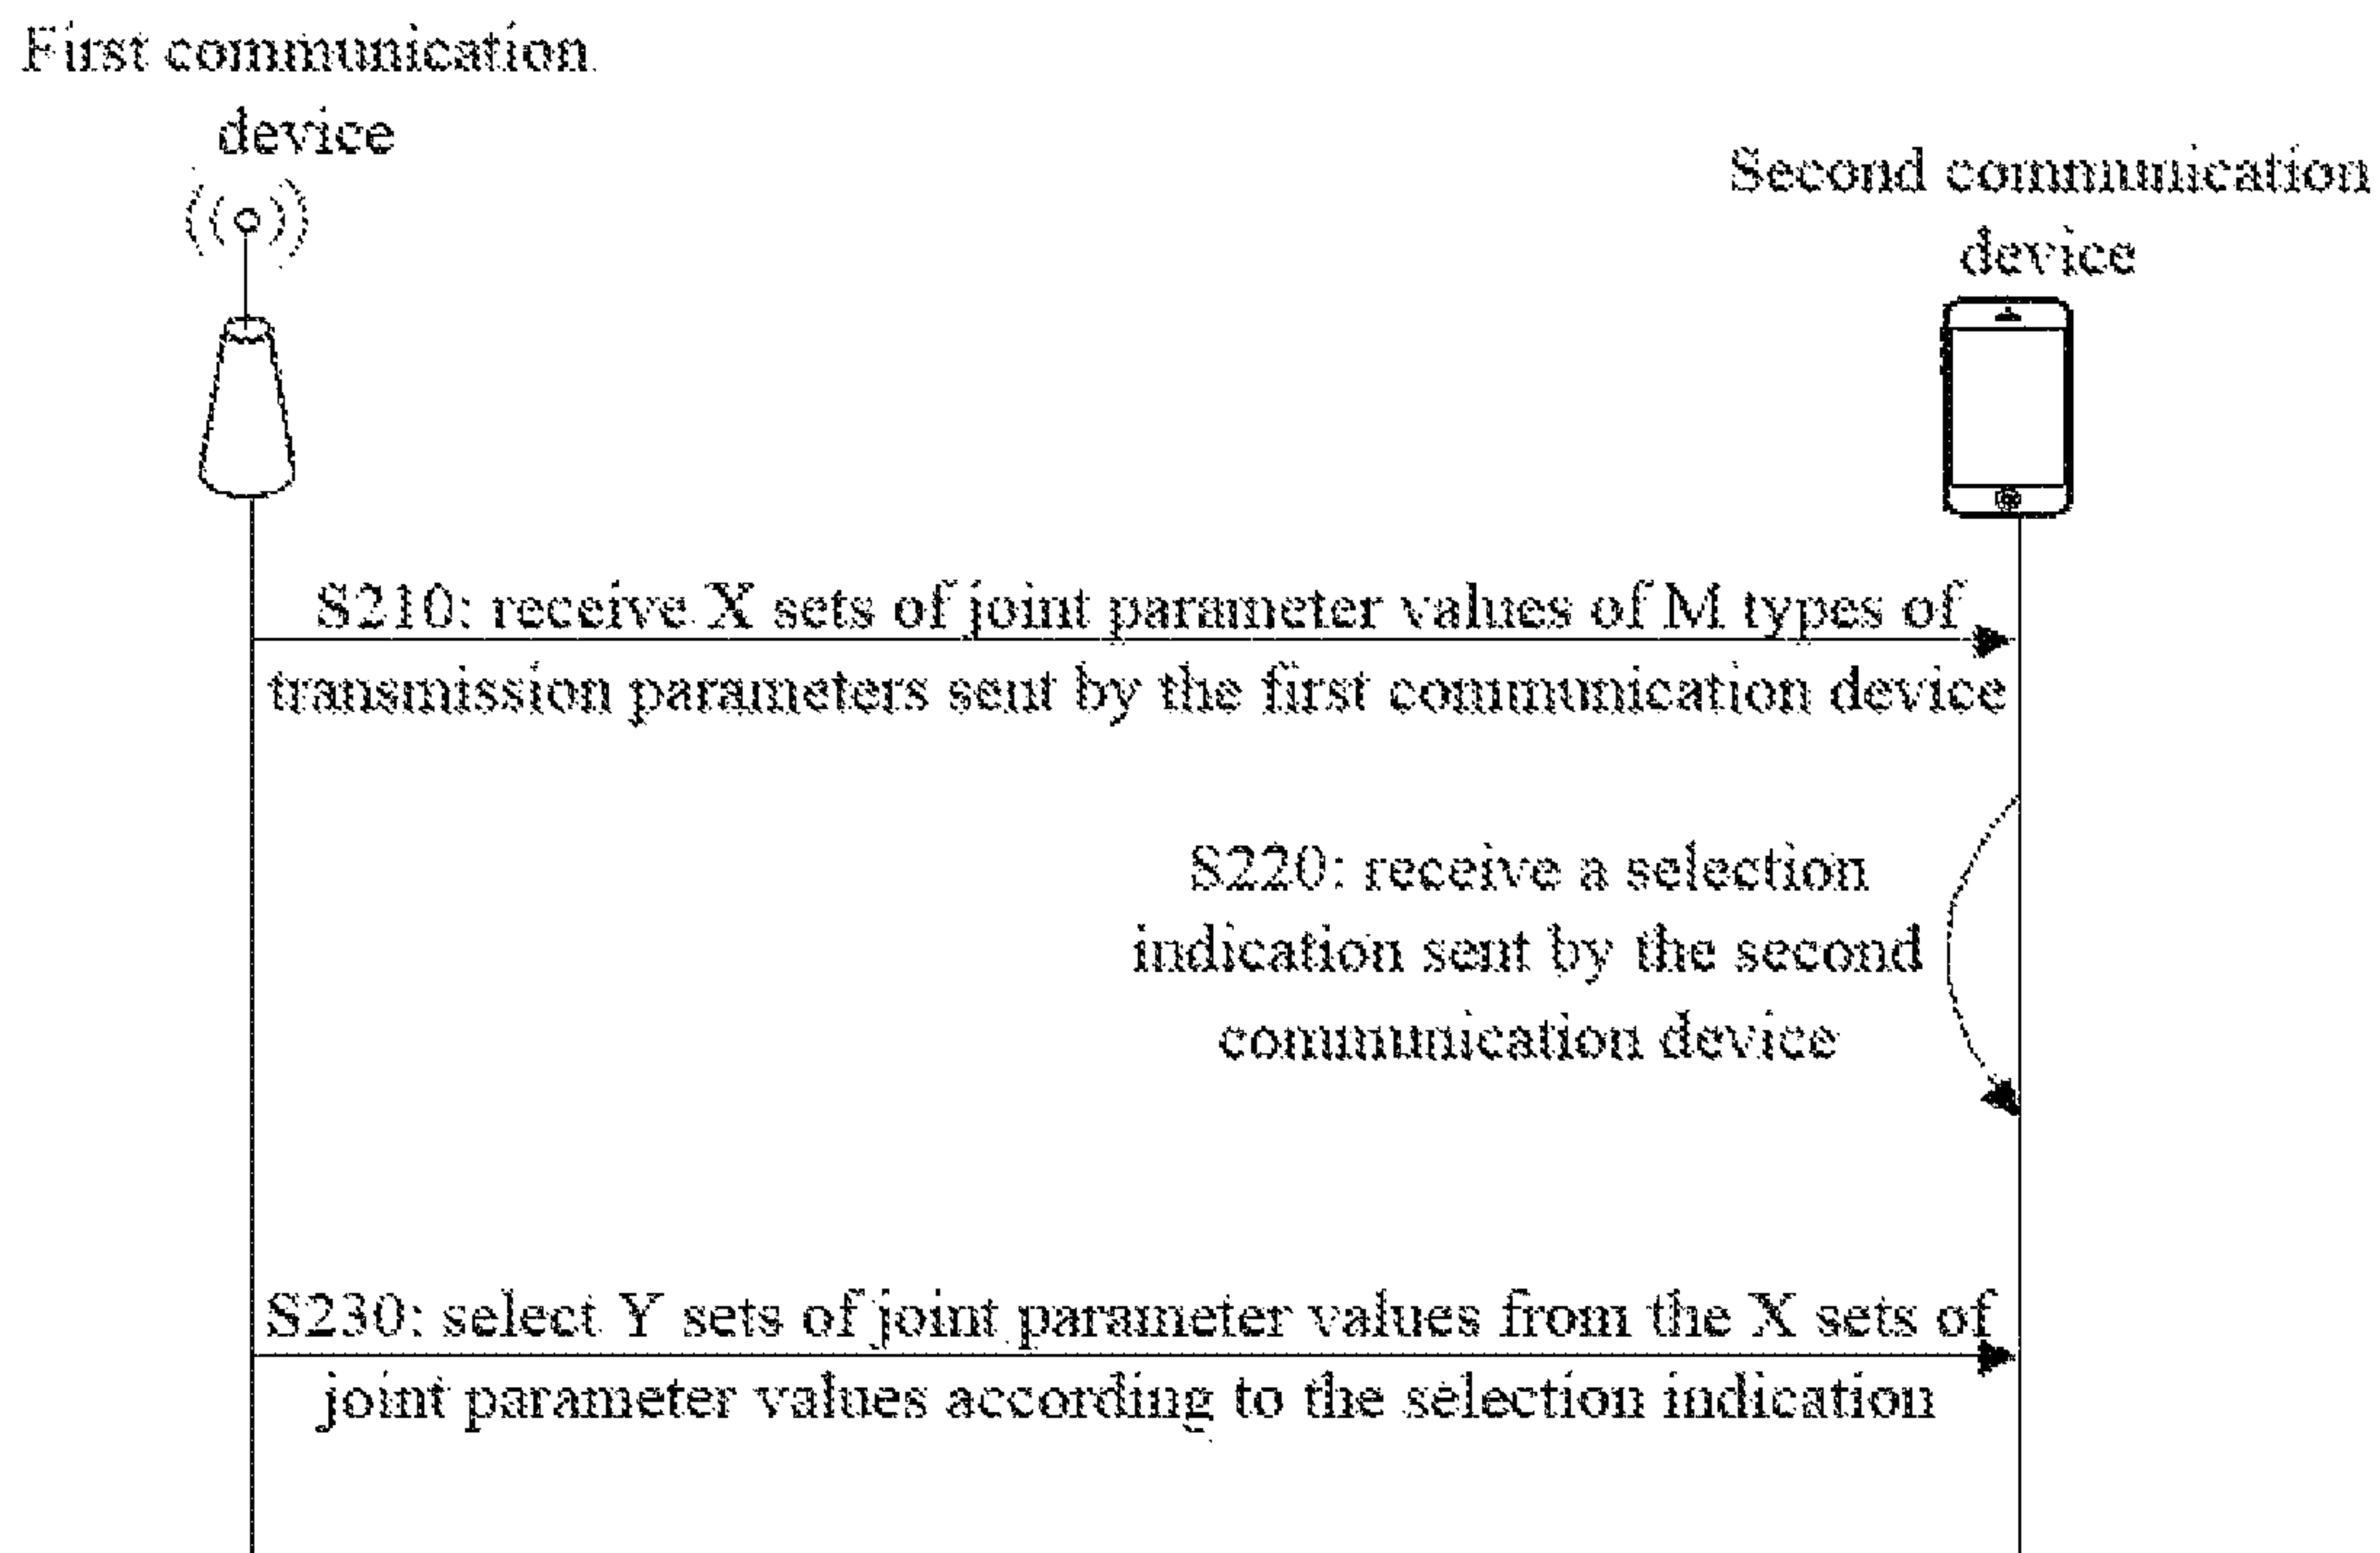 First communication
device
Second communication
device
S210: receive X sets of joint parameter values of M types of
transmission parameters sent by the first communication device
S220: receive a selection
indication sent by the second
communication device
S230: select Y sets of joint parameter values from the X sets of
joint parameter values according to the selection indication